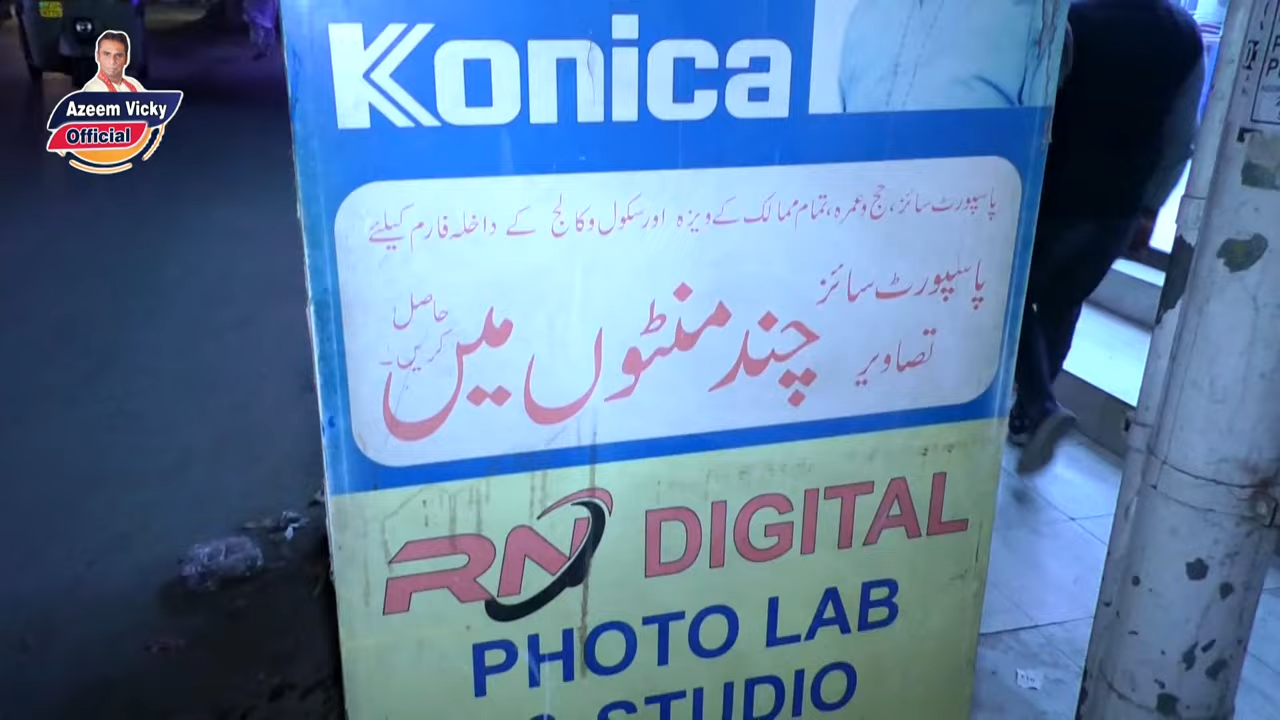 Azeem Vicky
Official
Konica
پاسپورٹ سائز، حج وعمرہ، تمام ممالک کے ویزہ اور سکول و کالج کے داخلہ فارم کیلئے
پاسپورٹ سائز
تصاویر
چند منٹوں میں
حاصل
کریں۔
RN DIGITAL
PHOTO LAB
& STUDIO